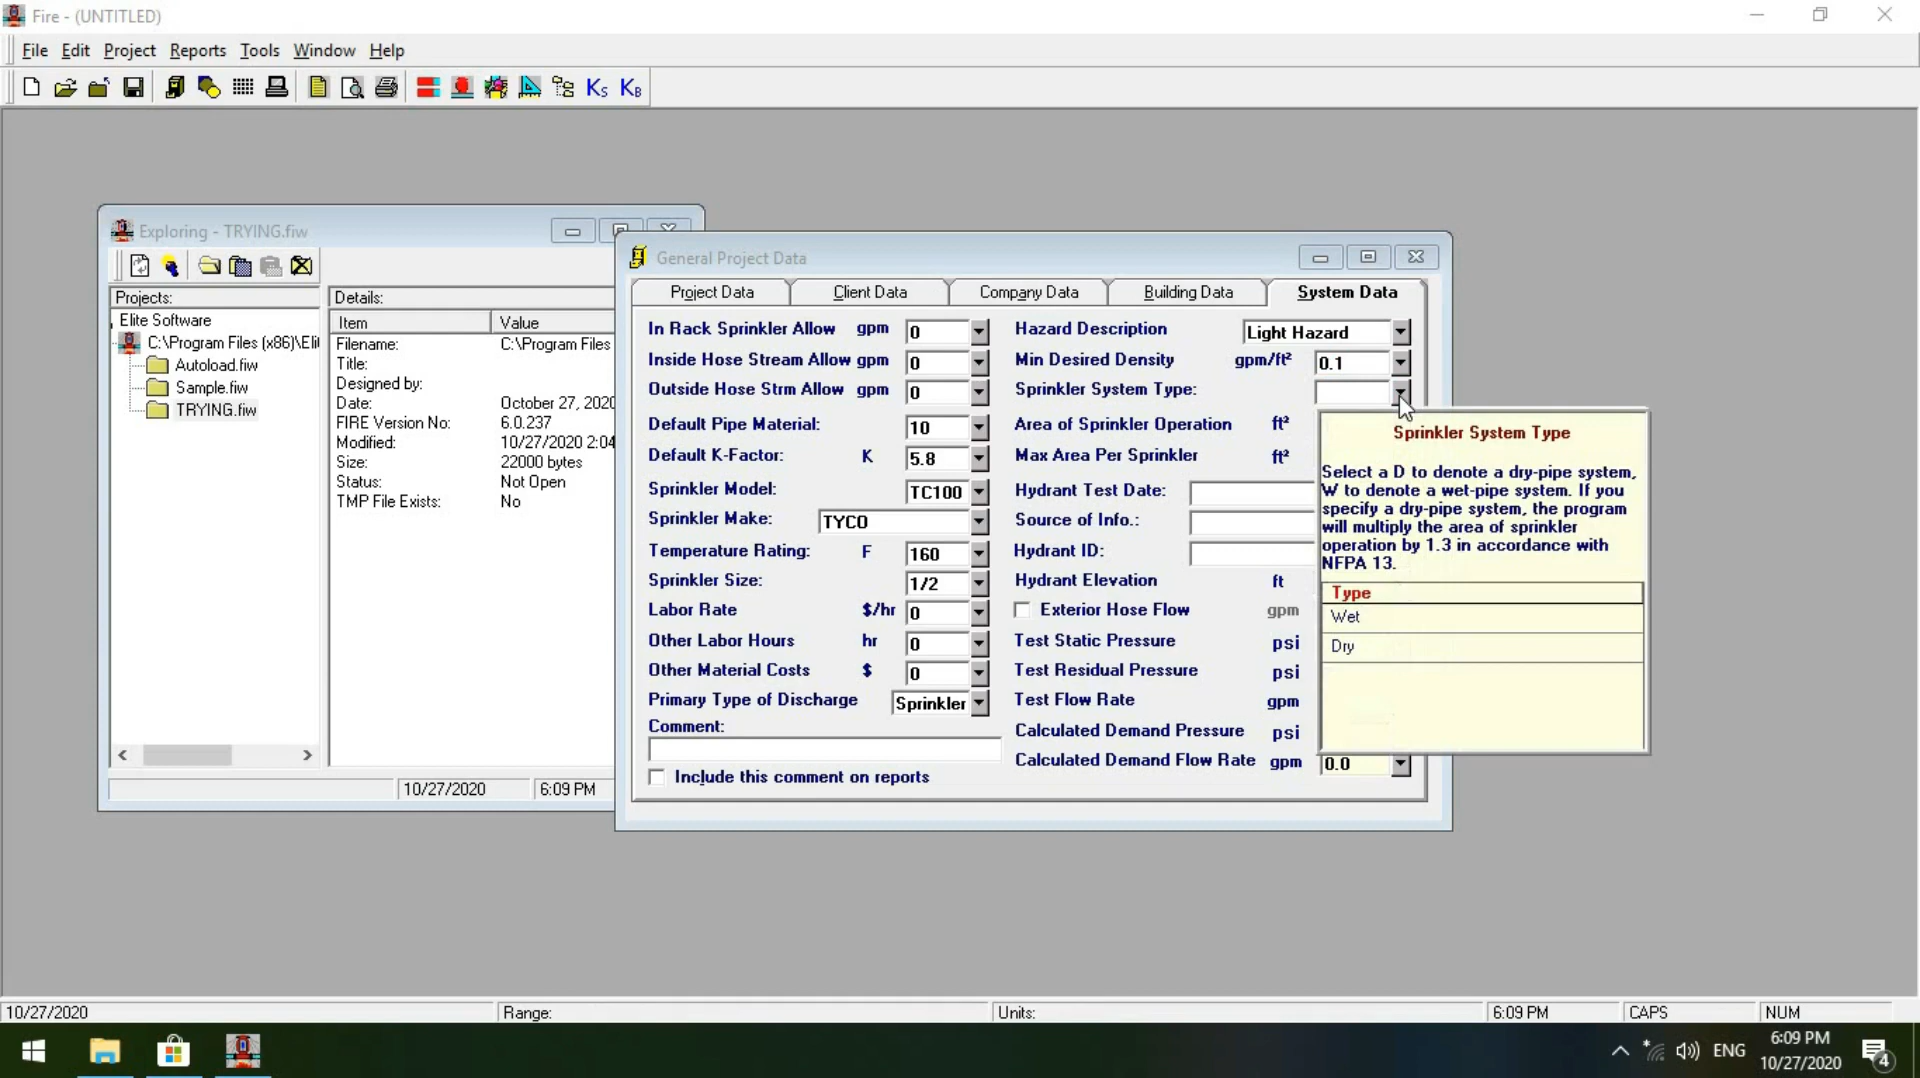 Fire - (UNTITLED)
File Edit Project Reports Tools Window Help
Ks KB
Exploring - TRYING.fiw
Projects:
Elite Software
C:\Program Files (x86)\Eli
Autoload.fiw
Sample.fiw
TRYING.fiw
Details:
Item Value
Filename: C:\Program Files
Title:
Designed by:
Date: October 27, 2020
FIRE Version No: 6.0.237
Modified: 10/27/2020 2:04
Size: 22000 bytes
Status: Not Open
TMP File Exists: No
10/27/2020 6:09 PM
General Project Data
Project Data Client Data Company Data Building Data System Data
In Rack Sprinkler Allow gpm 0
Inside Hose Stream Allow gpm 0
Outside Hose Strm Allow gpm 0
Default Pipe Material: 10
Default K-Factor: K 5.8
Sprinkler Model: TC100
Sprinkler Make: TYCO
Temperature Rating: F 160
Sprinkler Size: 1/2
Labor Rate $/hr 0
Other Labor Hours hr 0
Other Material Costs $ 0
Primary Type of Discharge Sprinkler
Comment:
Include this comment on reports
Hazard Description Light Hazard
Min Desired Density gpm/ft² 0.1
Sprinkler System Type:
Area of Sprinkler Operation ft²
Max Area Per Sprinkler ft²
Hydrant Test Date:
Source of Info.:
Hydrant ID:
Hydrant Elevation ft
Exterior Hose Flow gpm
Test Static Pressure psi
Test Residual Pressure psi
Test Flow Rate gpm
Calculated Demand Pressure psi
Calculated Demand Flow Rate gpm 0.0
Sprinkler System Type
Select a D to denote a dry-pipe system,
W to denote a wet-pipe system. If you
specify a dry-pipe system, the program
will multiply the area of sprinkler
operation by 1.3 in accordance with
NFPA 13.
Type
Wet
Dry
10/27/2020 Range: Units: 6:09 PM CAPS NUM
ENG
6:09 PM
10/27/2020
4